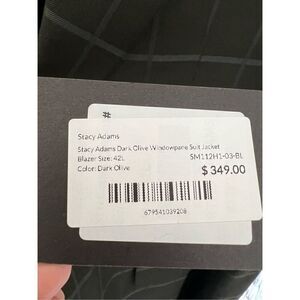 #
Stacy Adams
Stacy Adams Dark Olive Windowpane Suit Jacket
Blazer Size: 42L SM112H1-03-BL
Color: Dark Olive $ 349.00
679541039208